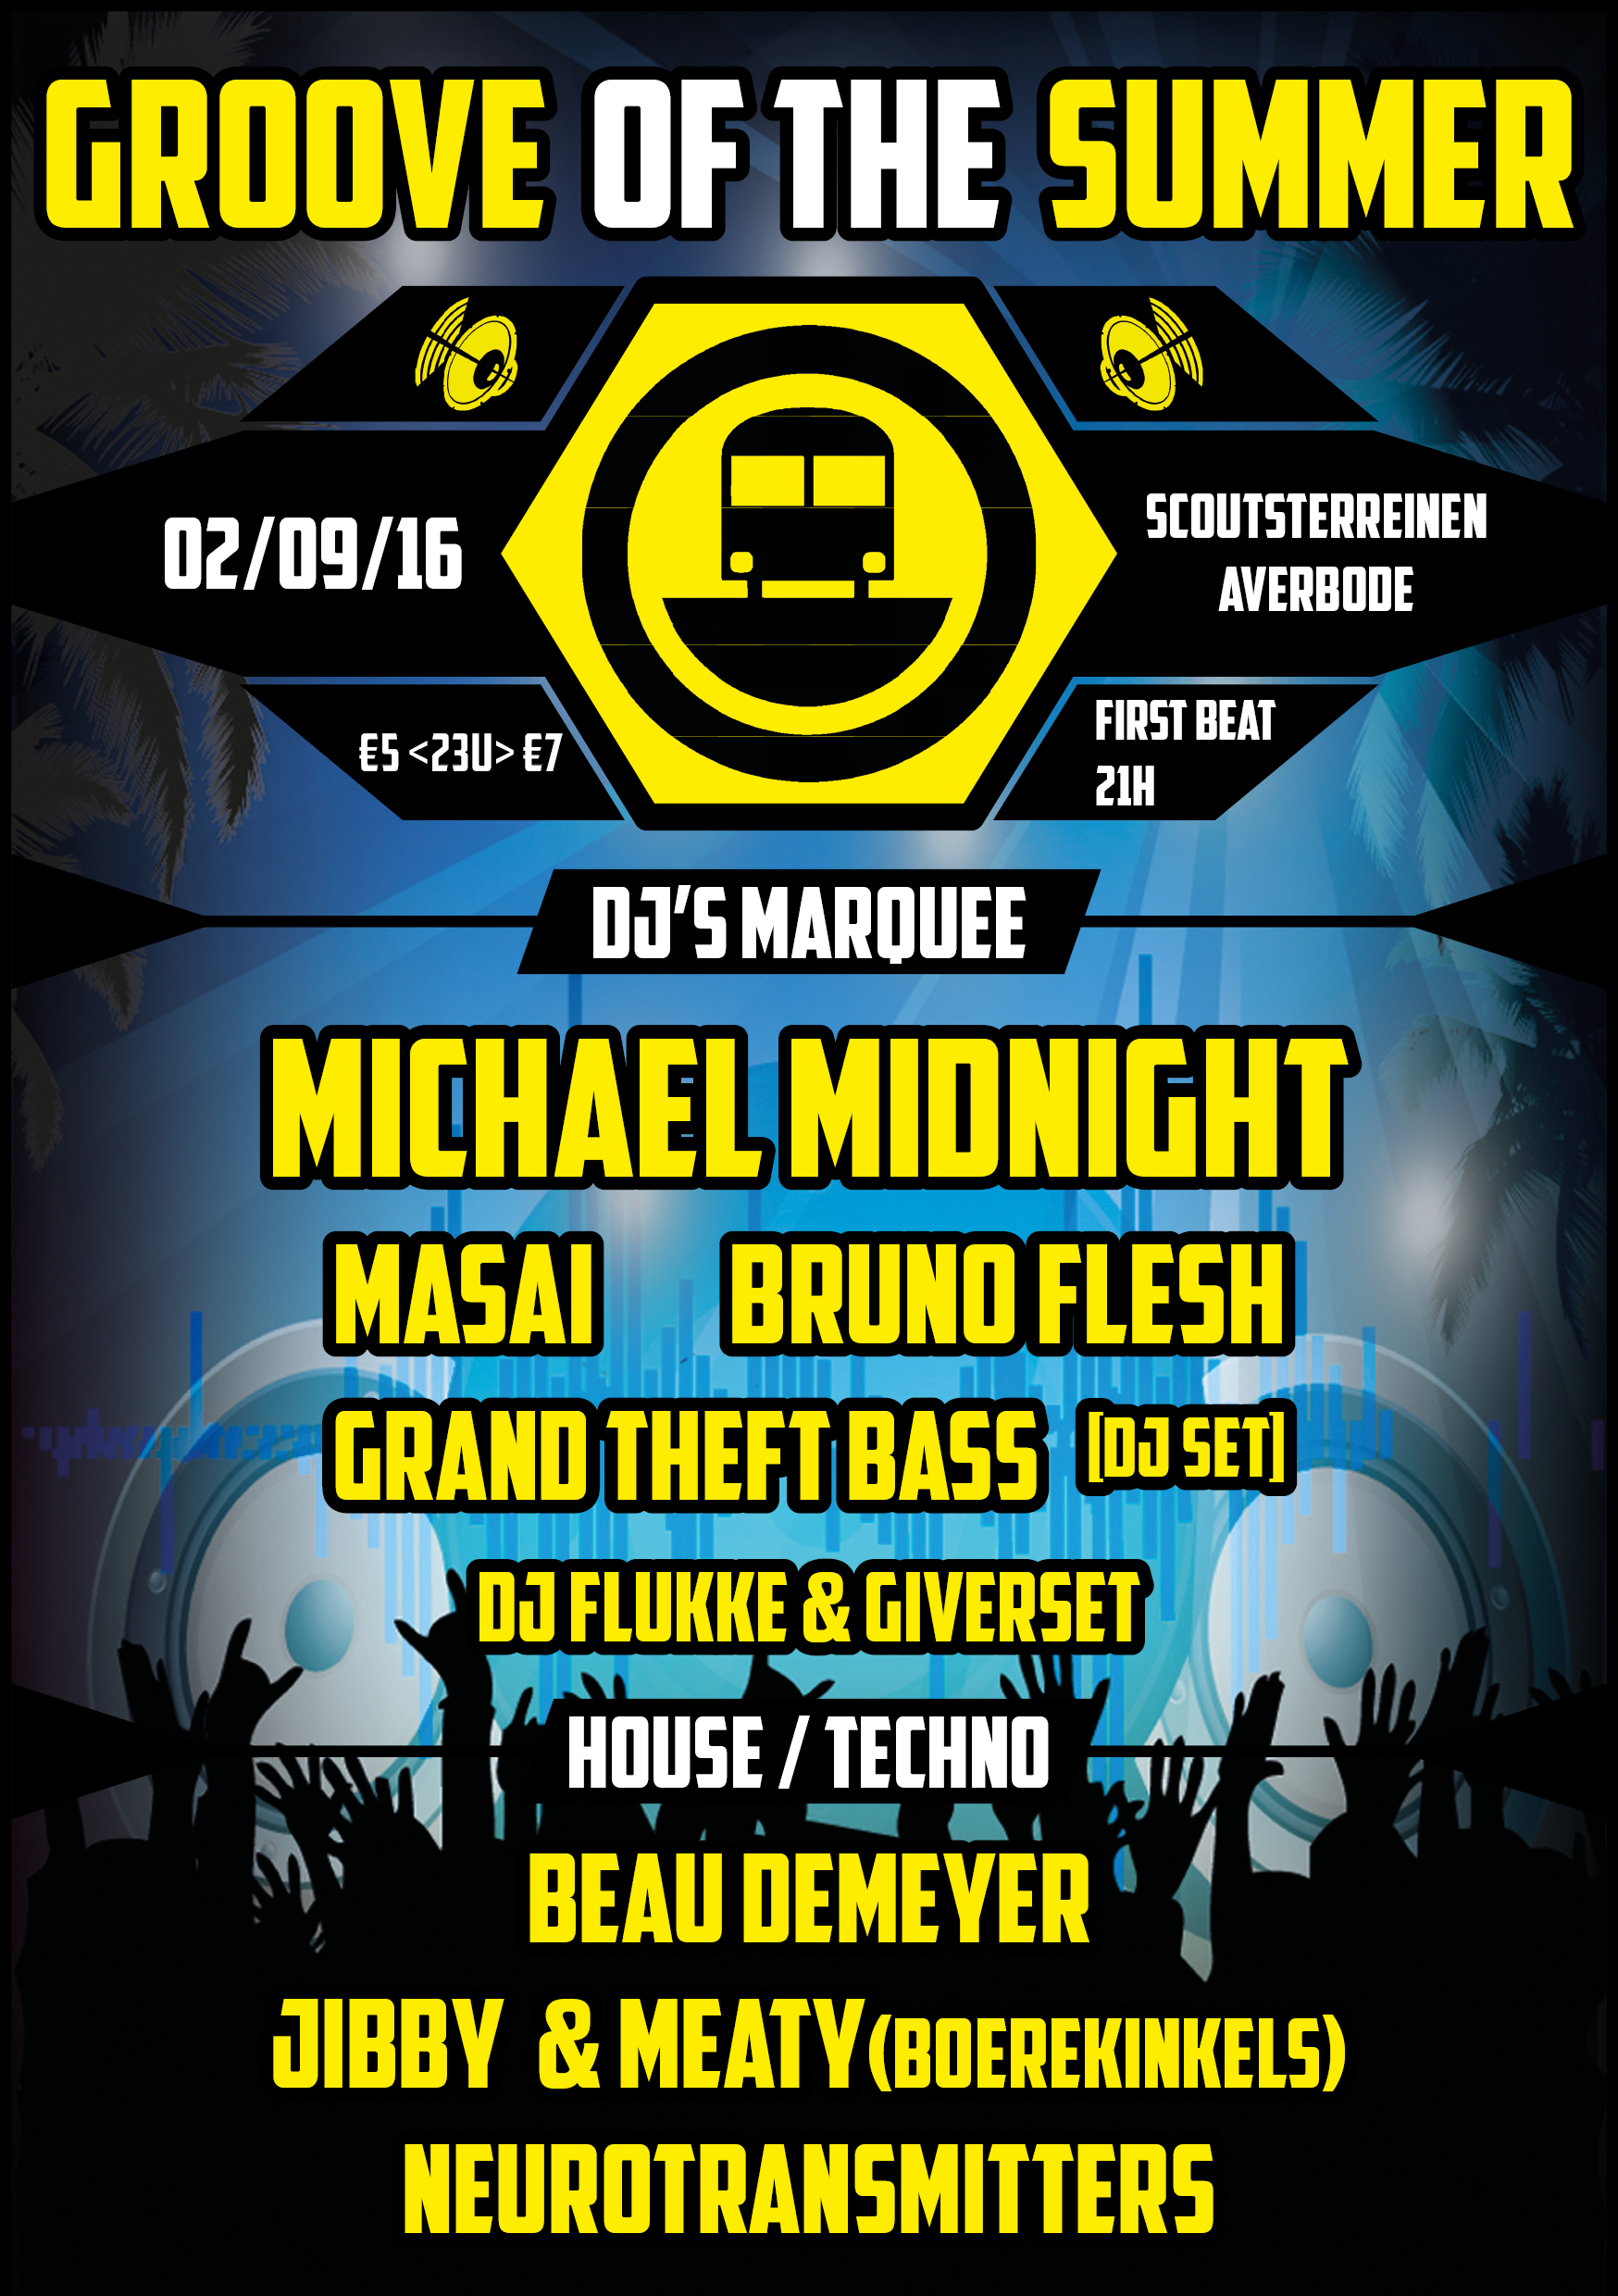 GROOVE OF THE SUMMER
02/09/16
SCOUTSTERREINEN
AVERBODE
€5 <23U> €7
FIRST BEAT
21H
DJ'S MARQUEE
MICHAEL MIDNIGHT
MASAI BRUNO FLESH
GRAND THEFT BASS [DJ SET]
DJ FLUKKE & GIVERSET
HOUSE / TECHNO
BEAU DEMEYER
JIBBY & MEATY (BOEREKINKELS)
NEUROTRANSMITTERS